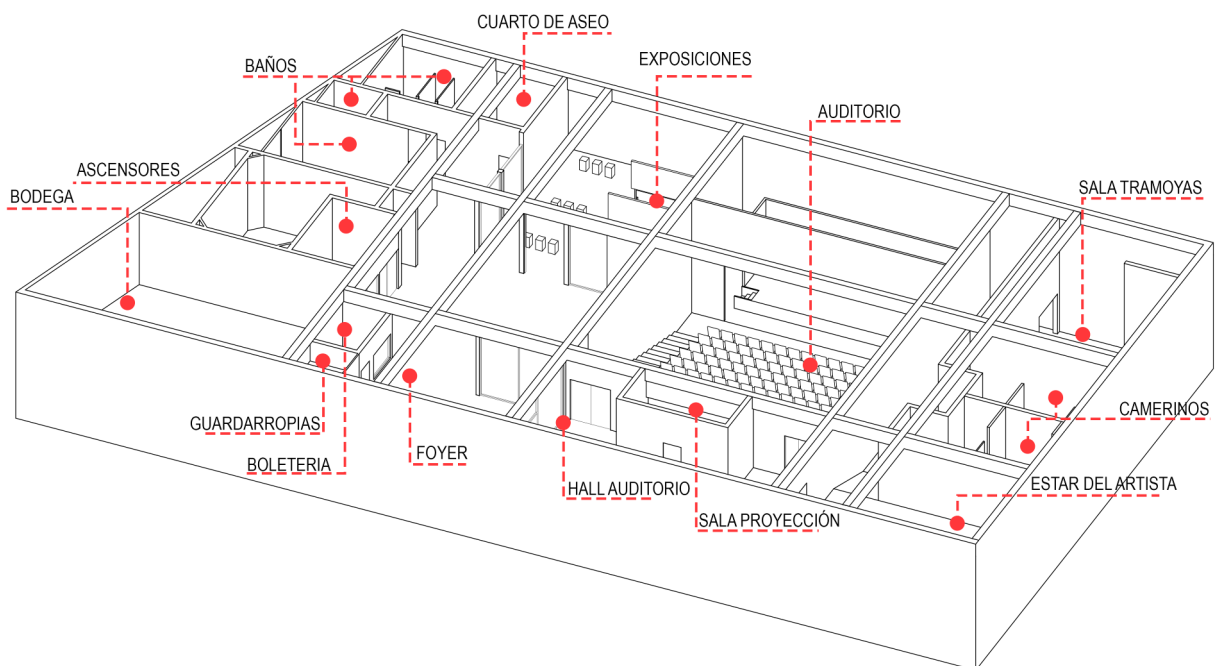 CUARTO DE ASEO
BAÑOS
EXPOSICIONES
AUDITORIO
ASCENSORES
BODEGA
SALA TRAMOYAS
GUARDARROPIAS
BOLETERIA
FOYER
HALL AUDITORIO
SALA PROYECCIÓN
CAMERINOS
ESTAR DEL ARTISTA